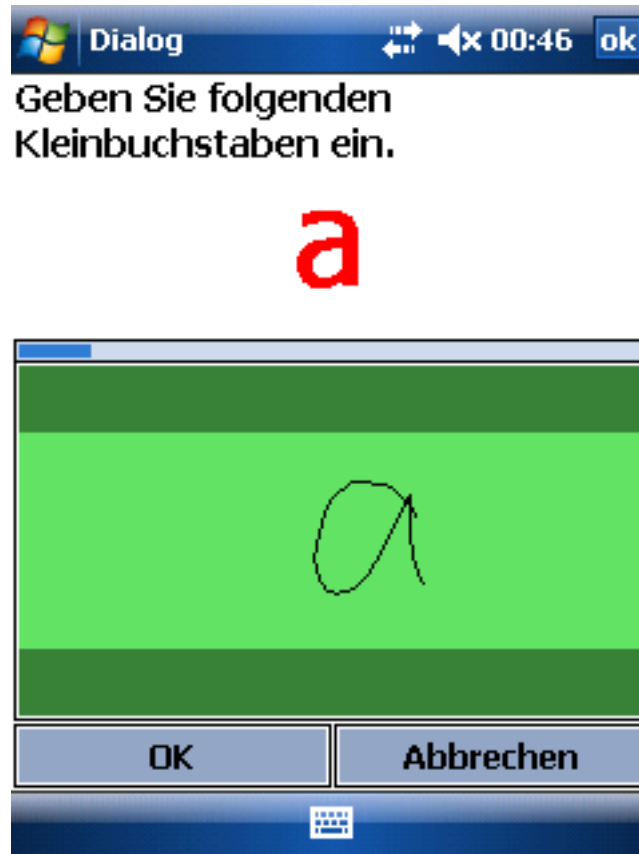 Dialog 00:46 ok
Geben Sie folgenden
Kleinbuchstaben ein.
a
a
OK Abbrechen